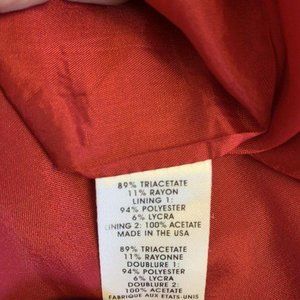 89% TRIACETATE
11% RAYON
LINING 1:
94% POLYESTER
6% LYCRA
LINING 2: 100% ACETATE
MADE IN THE USA
89% TRIACETATE
11% RAYONNE
DOUBLURE 1:
94% POLYESTER
6% LYCRA
DOUBLURE 2: 100% ACETATE
FABRIQUE AUX ETATS-UNIS